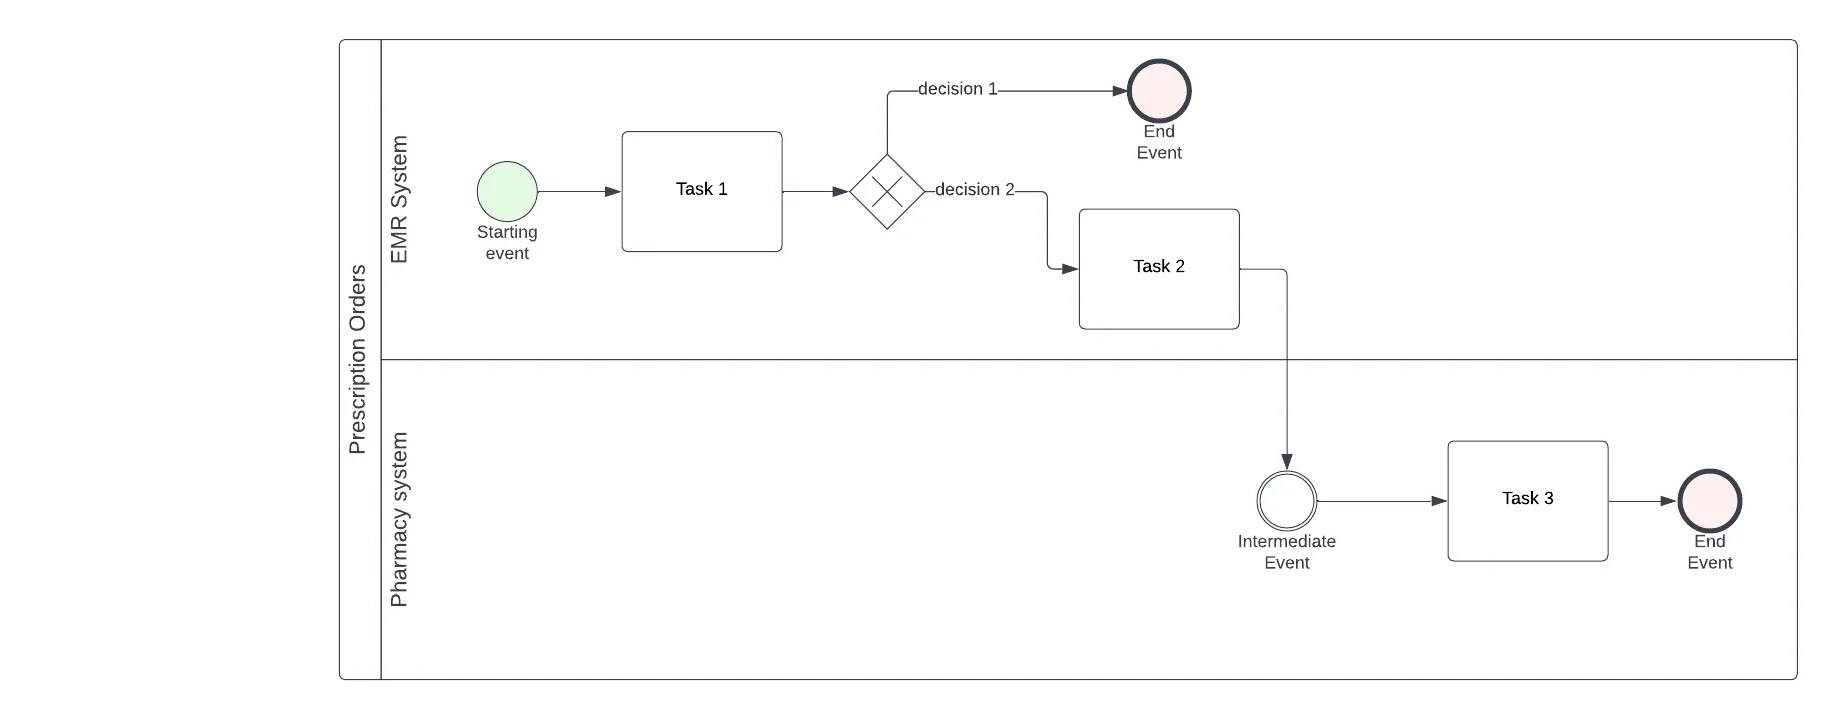 Prescription Orders
EMR System
Starting
event
Task 1
decision 1
End
Event
decision 2
Task 2
Pharmacy system
Intermediate
Event
Task 3
End
Event